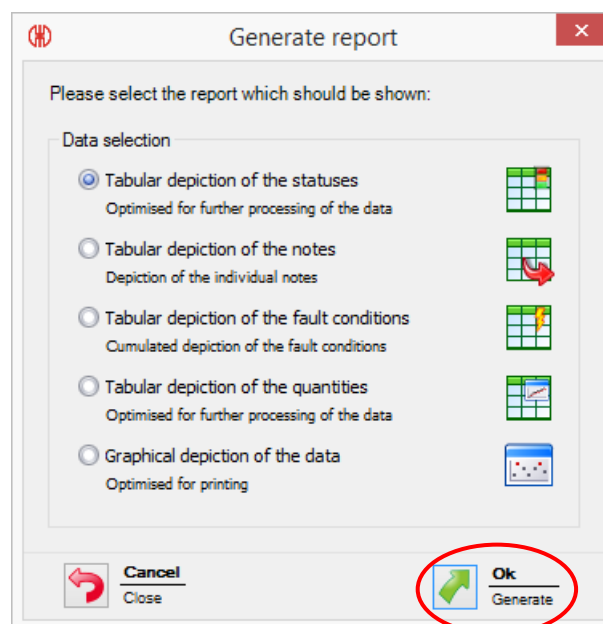 Generate report
Please select the report which should be shown:
Data selection
Tabular depiction of the statuses
Optimised for further processing of the data
Tabular depiction of the notes
Depiction of the individual notes
Tabular depiction of the fault conditions
Cumulated depiction of the fault conditions
Tabular depiction of the quantities
Optimised for further processing of the data
Graphical depiction of the data
Optimised for printing
Cancel
Close
Ok
Generate